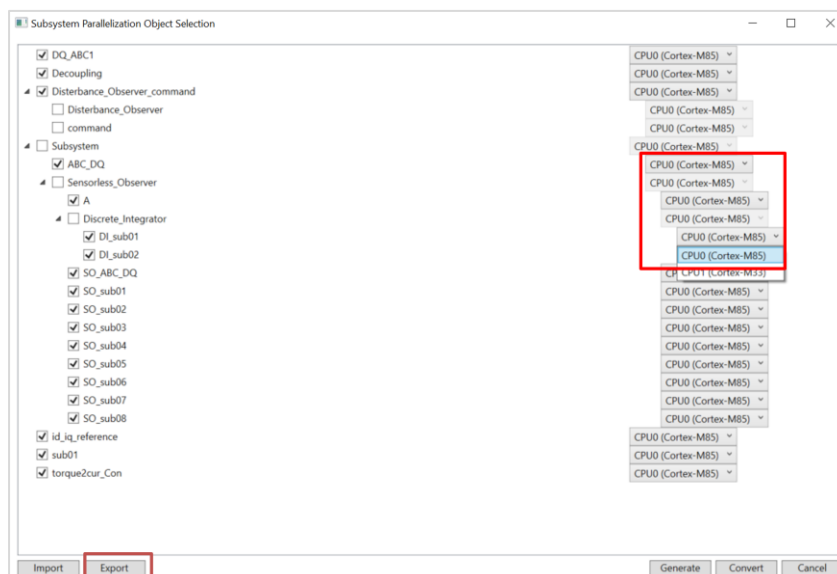 Subsystem Parallelization Object Selection
DQ_ABC1 CPU0 (Cortex-M85)
Decoupling CPU0 (Cortex-M85)
Disterbance_Observer_command CPU0 (Cortex-M85)
Disterbance_Observer CPU0 (Cortex-M85)
command CPU0 (Cortex-M85)
Subsystem CPU0 (Cortex-M85)
ABC_DQ CPU0 (Cortex-M85)
Sensorless_Observer CPU0 (Cortex-M85)
A CPU0 (Cortex-M85)
Discrete_Integrator CPU0 (Cortex-M85)
DI_sub01 CPU0 (Cortex-M85)
DI_sub02 CPU0 (Cortex-M85)
SO_ABC_DQ CPU1 (Cortex-M33)
SO_sub01 CPU0 (Cortex-M85)
SO_sub02 CPU0 (Cortex-M85)
SO_sub03 CPU0 (Cortex-M85)
SO_sub04 CPU0 (Cortex-M85)
SO_sub05 CPU0 (Cortex-M85)
SO_sub06 CPU0 (Cortex-M85)
SO_sub07 CPU0 (Cortex-M85)
SO_sub08 CPU0 (Cortex-M85)
id_iq_reference CPU0 (Cortex-M85)
sub01 CPU0 (Cortex-M85)
torque2cur_Con CPU0 (Cortex-M85)
Import Export Generate Convert Cancel